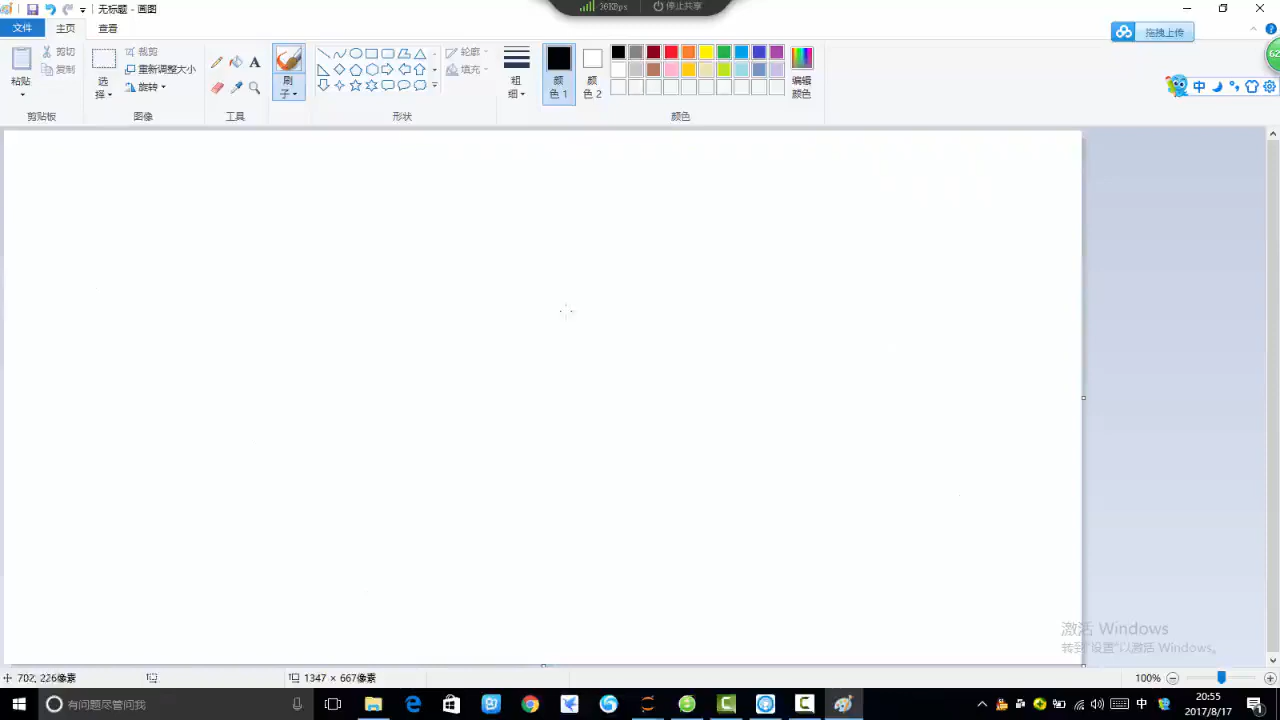 无标题 - 画图
20KBps 停止共享
文件 主页 查看
拖拽上传
粘贴
剪切
复制
选择
裁剪
重新调整大小
旋转
A
刷子
轮廓
填充
粗细
颜色 1
颜色 2
编辑颜色
中
剪贴板 图像 工具 形状 颜色
激活 Windows
转到"设置"以激活 Windows。
702, 226像素
1347 × 667像素
100%
有问题尽管问我
中
20:55
2017/8/17